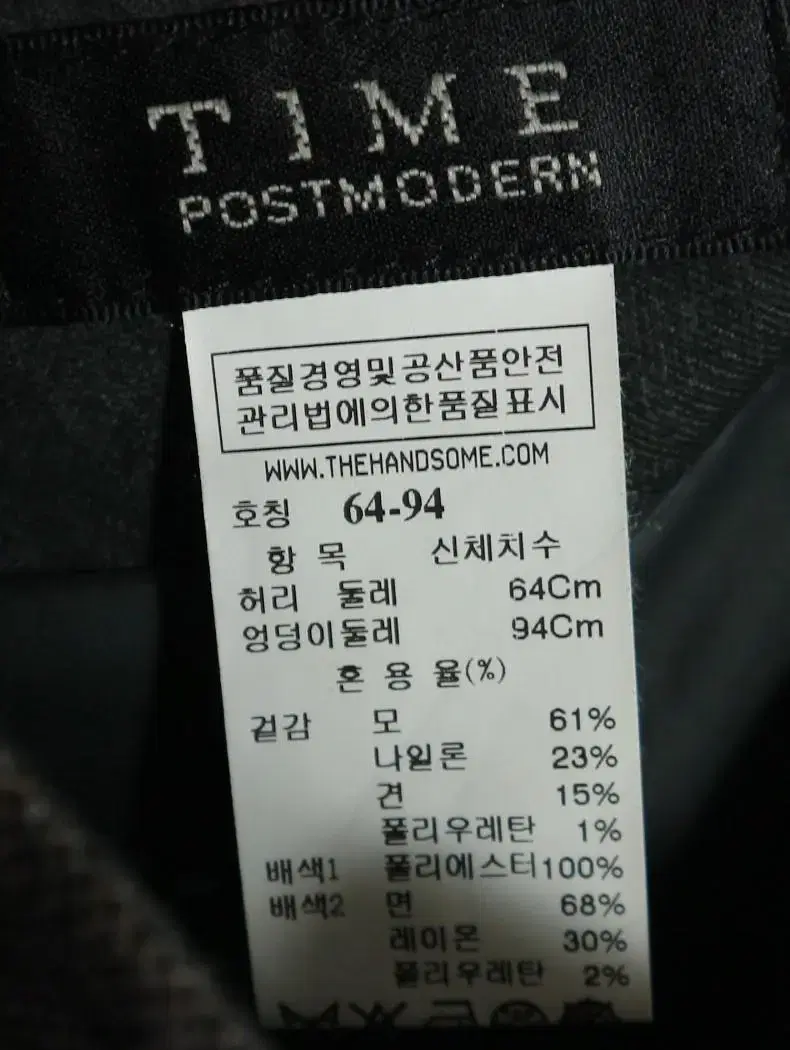 TIME
POSTMODERN
품질경영및공산품안전
관리법에의한품질표시
WWW.THEHANDSOME.COM
호칭 64-94
항 목 신체치수
허리 둘레 64Cm
엉덩이둘레 94Cm
혼 용 율(%)
겉감 모 61%
나일론 23%
견 15%
폴리우레탄 1%
배색1 폴리에스터100%
배색2 면 68%
레이온 30%
폴리우레탄 2%